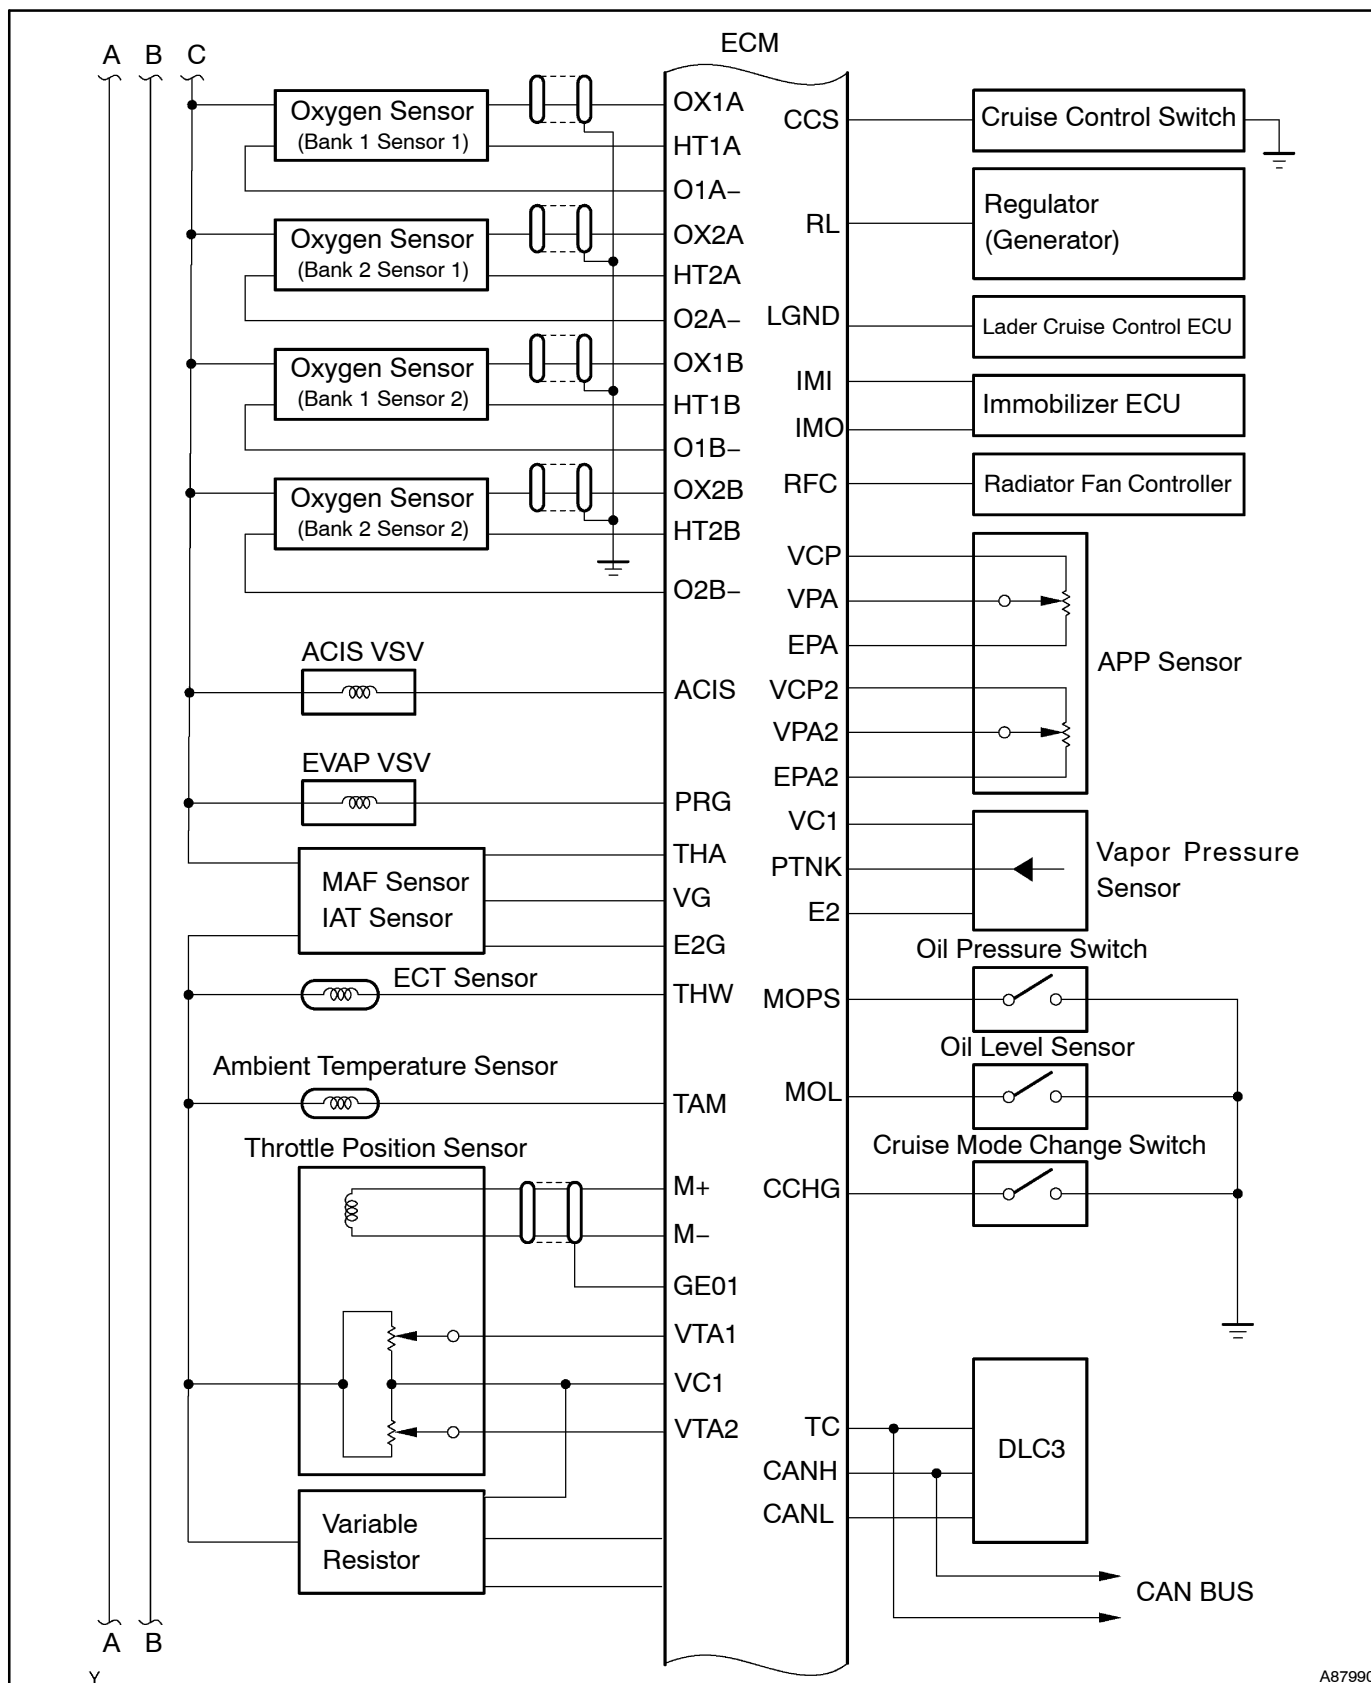 ECM
A B C
Oxygen Sensor
(Bank 1 Sensor 1)
OX1A
HT1A
O1A−
Oxygen Sensor
(Bank 2 Sensor 1)
OX2A
HT2A
O2A−
Oxygen Sensor
(Bank 1 Sensor 2)
OX1B
HT1B
O1B−
Oxygen Sensor
(Bank 2 Sensor 2)
OX2B
HT2B
O2B−
ACIS VSV
ACIS
EVAP VSV
PRG
MAF Sensor
IAT Sensor
THA
VG
E2G
ECT Sensor
THW
Ambient Temperature Sensor
TAM
Throttle Position Sensor
M+
M−
GE01
VTA1
VC1
VTA2
Variable
Resistor
CCS
Cruise Control Switch
RL
Regulator
(Generator)
LGND
Lader Cruise Control ECU
IMI
IMO
Immobilizer ECU
RFC
Radiator Fan Controller
VCP
VPA
EPA
VCP2
VPA2
EPA2
APP Sensor
VC1
PTNK
E2
Vapor Pressure
Sensor
Oil Pressure Switch
MOPS
Oil Level Sensor
MOL
Cruise Mode Change Switch
CCHG
TC
CANH
CANL
DLC3
CAN BUS
A B
Y
A87990